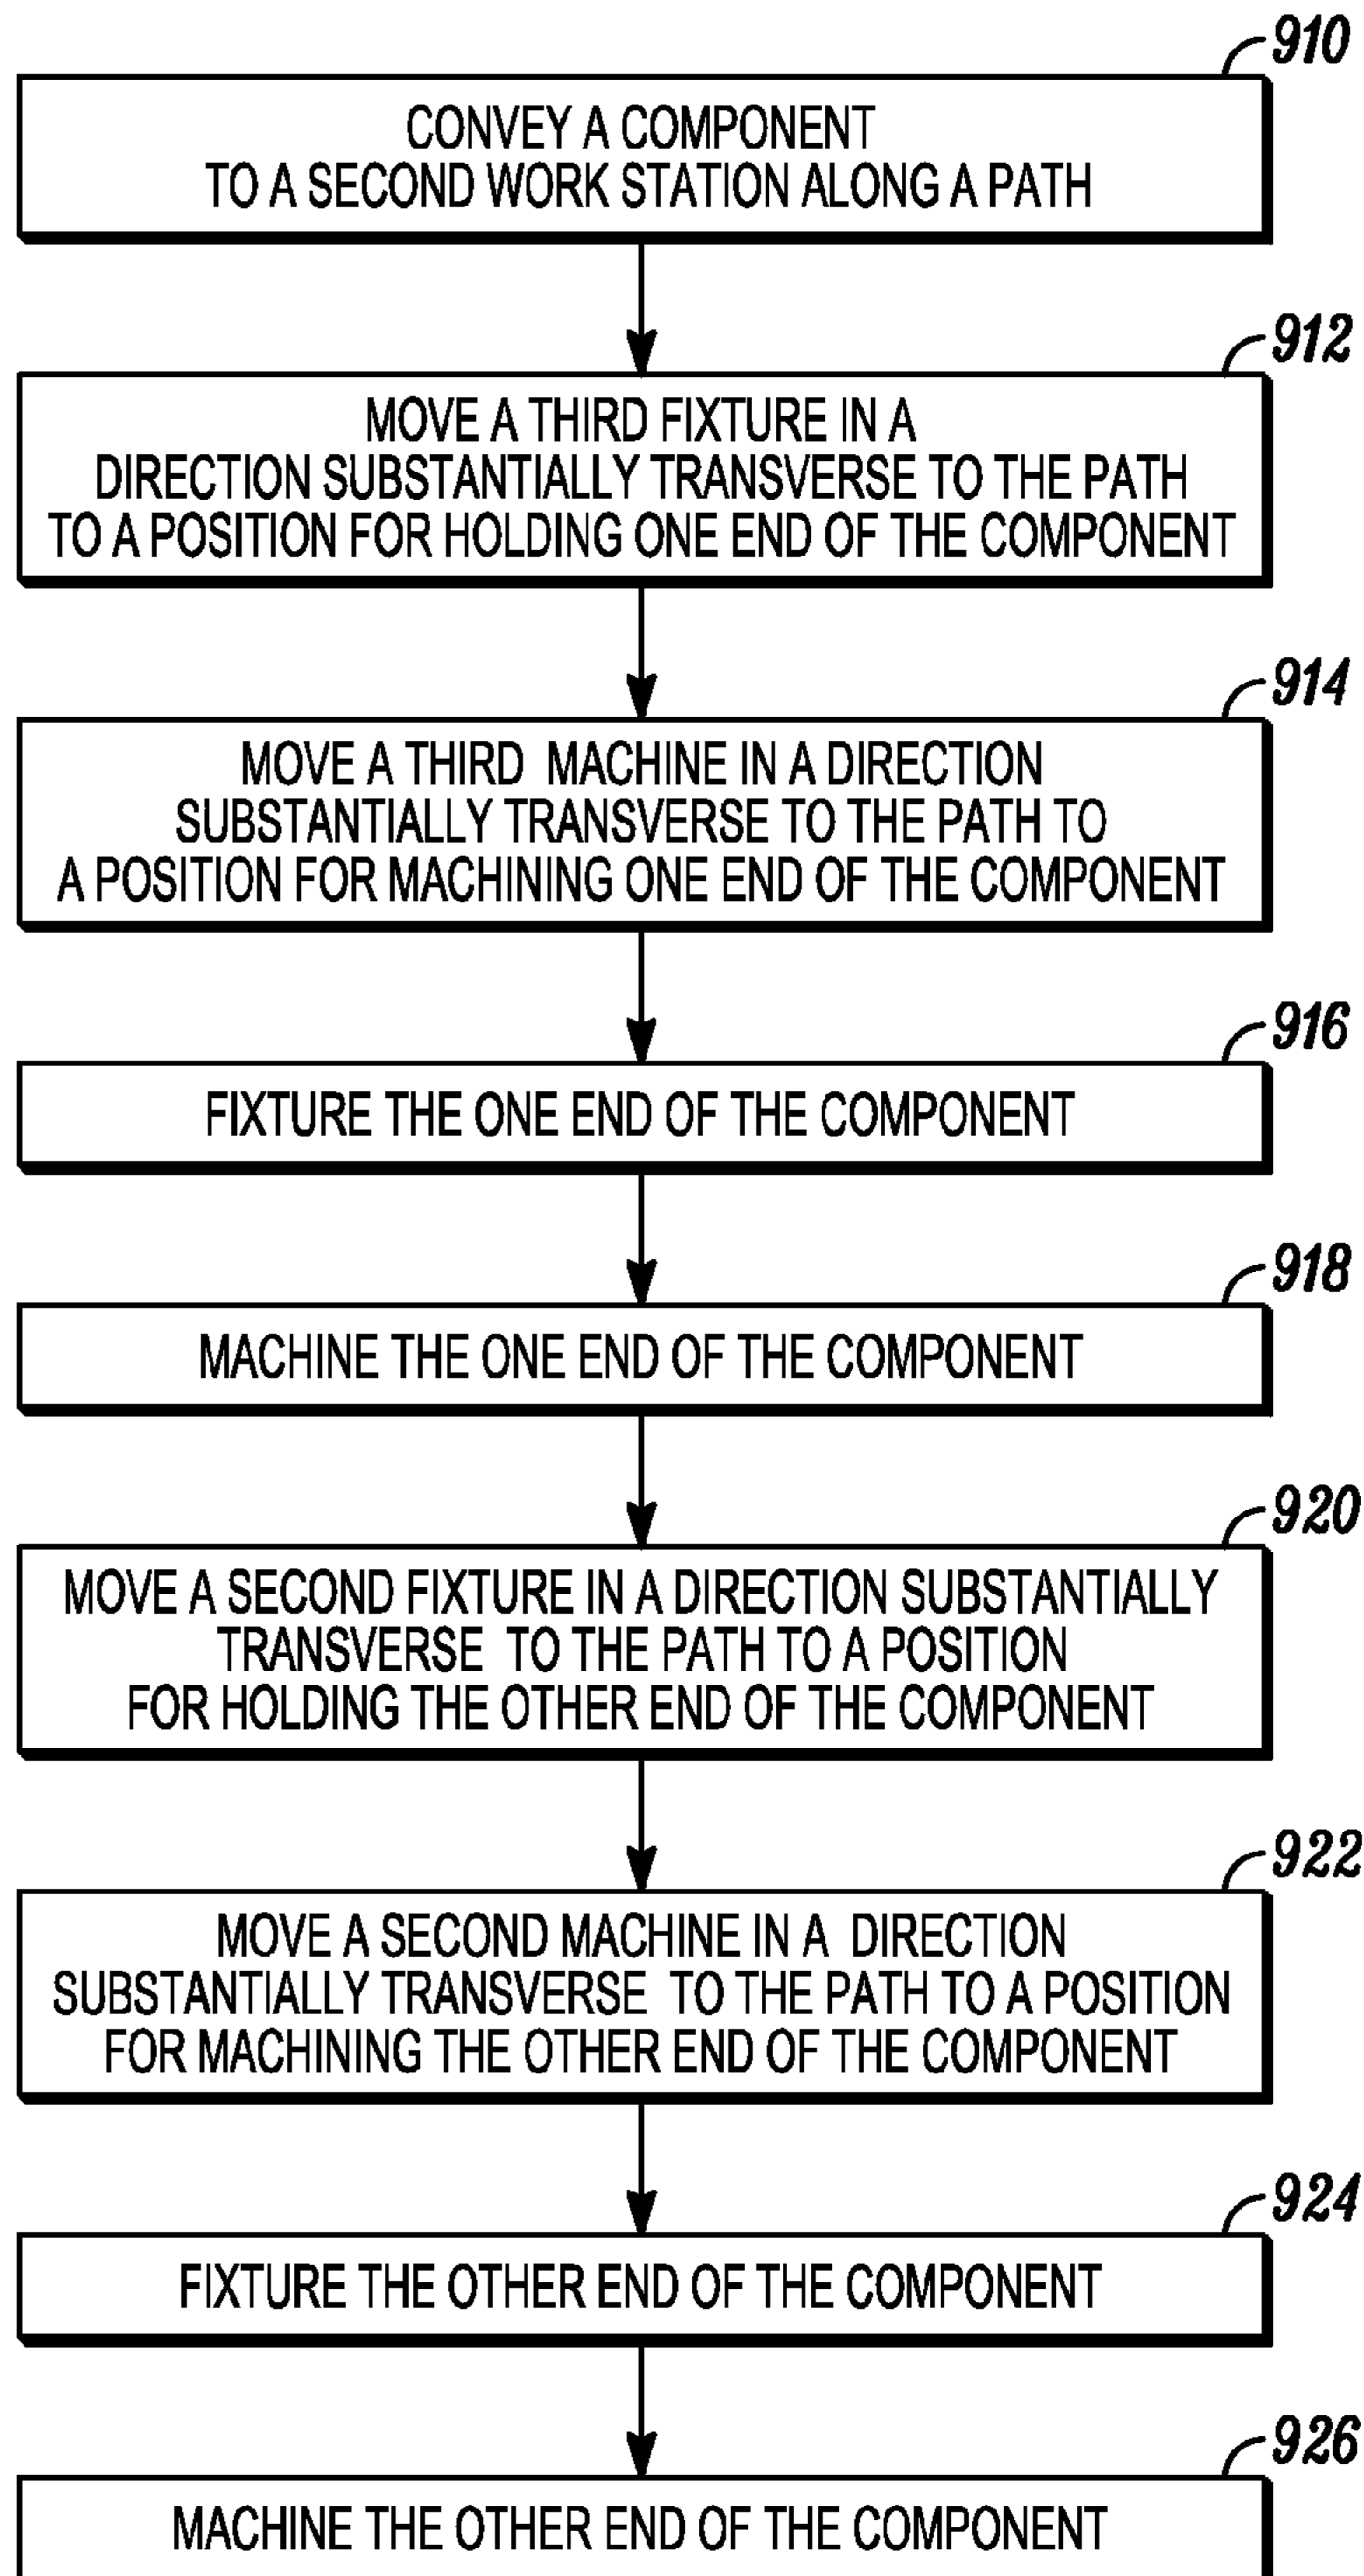 910
CONVEY A COMPONENT
TO A SECOND WORK STATION ALONG A PATH
912
MOVE A THIRD FIXTURE IN A
DIRECTION SUBSTANTIALLY TRANSVERSE TO THE PATH
TO A POSITION FOR HOLDING ONE END OF THE COMPONENT
914
MOVE A THIRD MACHINE IN A DIRECTION
SUBSTANTIALLY TRANSVERSE TO THE PATH TO
A POSITION FOR MACHINING ONE END OF THE COMPONENT
916
FIXTURE THE ONE END OF THE COMPONENT
918
MACHINE THE ONE END OF THE COMPONENT
920
MOVE A SECOND FIXTURE IN A DIRECTION SUBSTANTIALLY
TRANSVERSE TO THE PATH TO A POSITION
FOR HOLDING THE OTHER END OF THE COMPONENT
922
MOVE A SECOND MACHINE IN A DIRECTION
SUBSTANTIALLY TRANSVERSE TO THE PATH TO A POSITION
FOR MACHINING THE OTHER END OF THE COMPONENT
924
FIXTURE THE OTHER END OF THE COMPONENT
926
MACHINE THE OTHER END OF THE COMPONENT